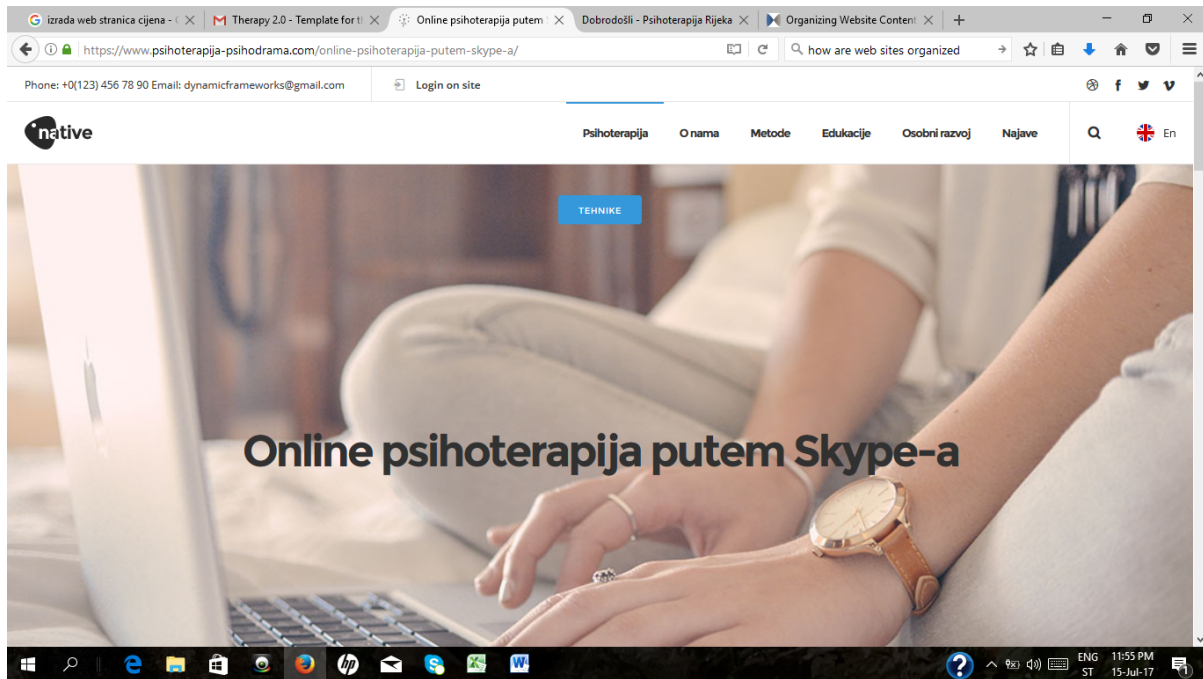 izrada web stranica cijena - G
Therapy 2.0 - Template for th
Online psihoterapija putem S
Dobrodošli - Psihoterapija Rijeka
Organizing Website Content
https://www.psihoterapija-psihodrama.com/online-psihoterapija-putem-skype-a/
how are web sites organized
Phone: +0(123) 456 78 90 Email: dynamicframeworks@gmail.com
Login on site
native
Psihoterapija
O nama
Metode
Edukacije
Osobni razvoj
Najave
En
TEHNIKE
Online psihoterapija putem Skype-a
ENG
11:55 PM
ST
15-Jul-17